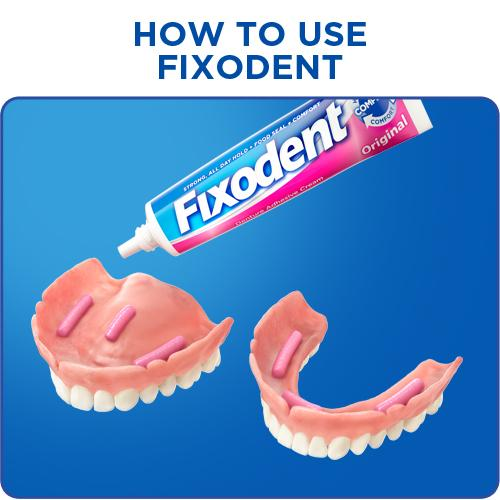 HOW TO USE
FIXODENT
STRONG, ALL DAY HOLD • FOOD SEAL • COMFORT
Fixodent
COMFORT
Original
Denture Adhesive Cream